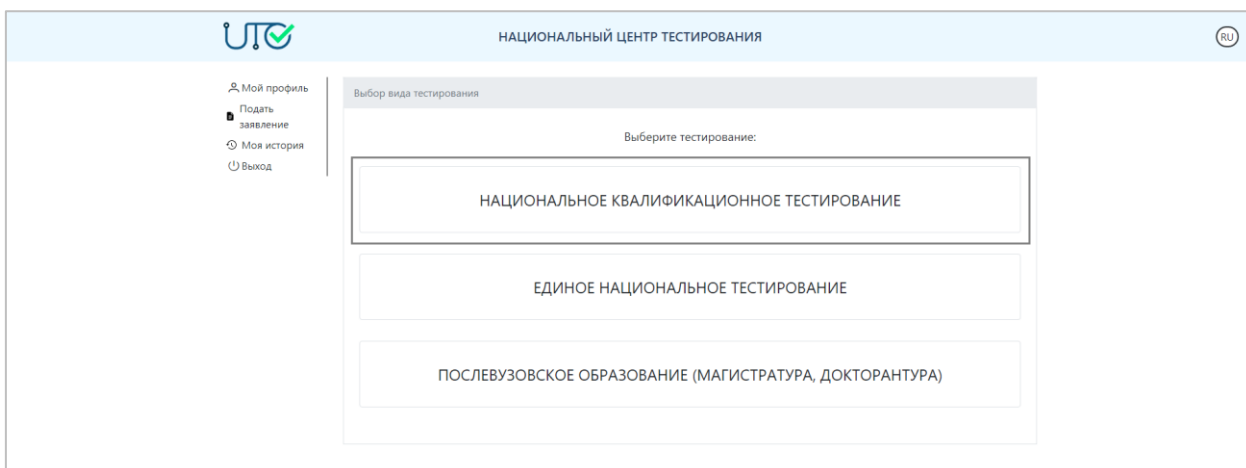 НАЦИОНАЛЬНЫЙ ЦЕНТР ТЕСТИРОВАНИЯ
RU
Мой профиль
Подать
заявление
Моя история
Выход
Выбор вида тестирования
Выберите тестирование:
НАЦИОНАЛЬНОЕ КВАЛИФИКАЦИОННОЕ ТЕСТИРОВАНИЕ
ЕДИНОЕ НАЦИОНАЛЬНОЕ ТЕСТИРОВАНИЕ
ПОСЛЕВУЗОВСКОЕ ОБРАЗОВАНИЕ (МАГИСТРАТУРА, ДОКТОРАНТУРА)